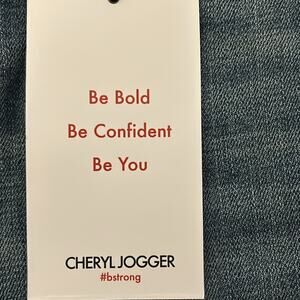 Be Bold
Be Confident
Be You
CHERYL JOGGER
#bstrong